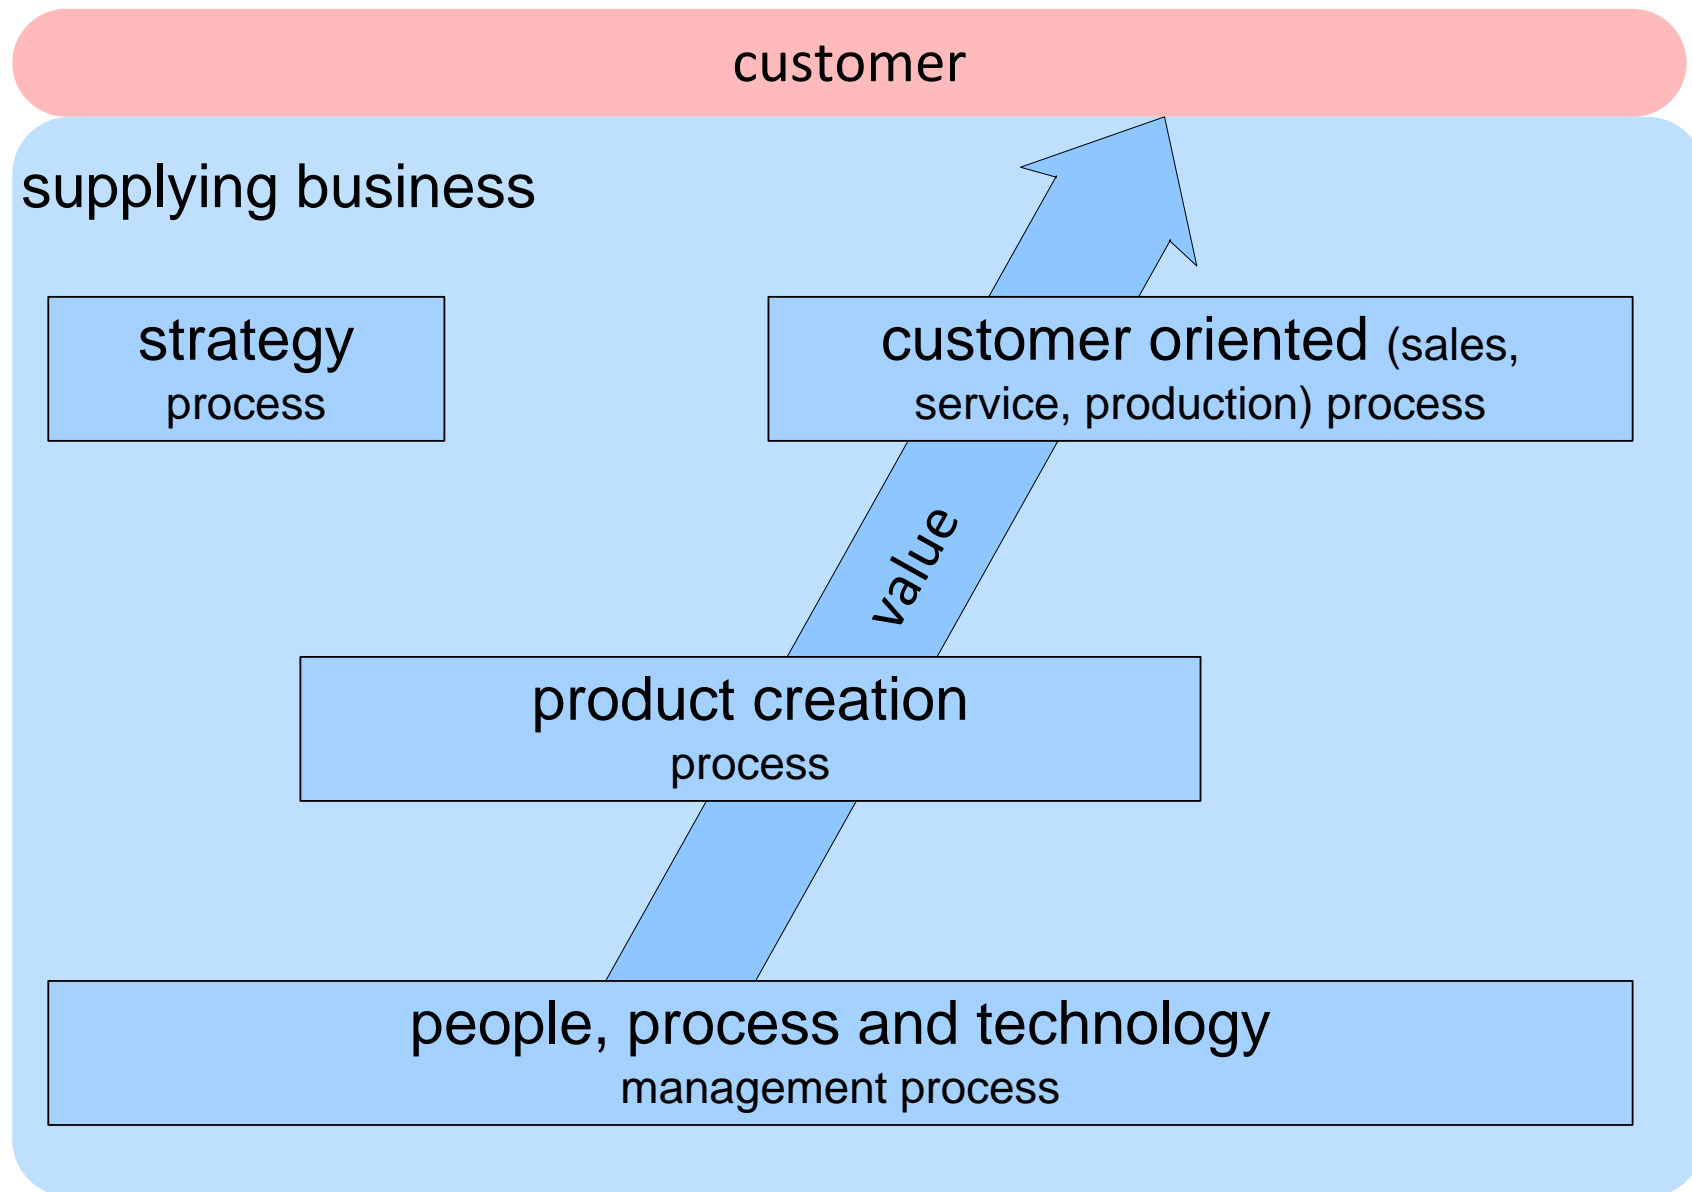 customer
supplying business
strategy
process
customer oriented (sales,
service, production) process
value
product creation
process
people, process and technology
management process